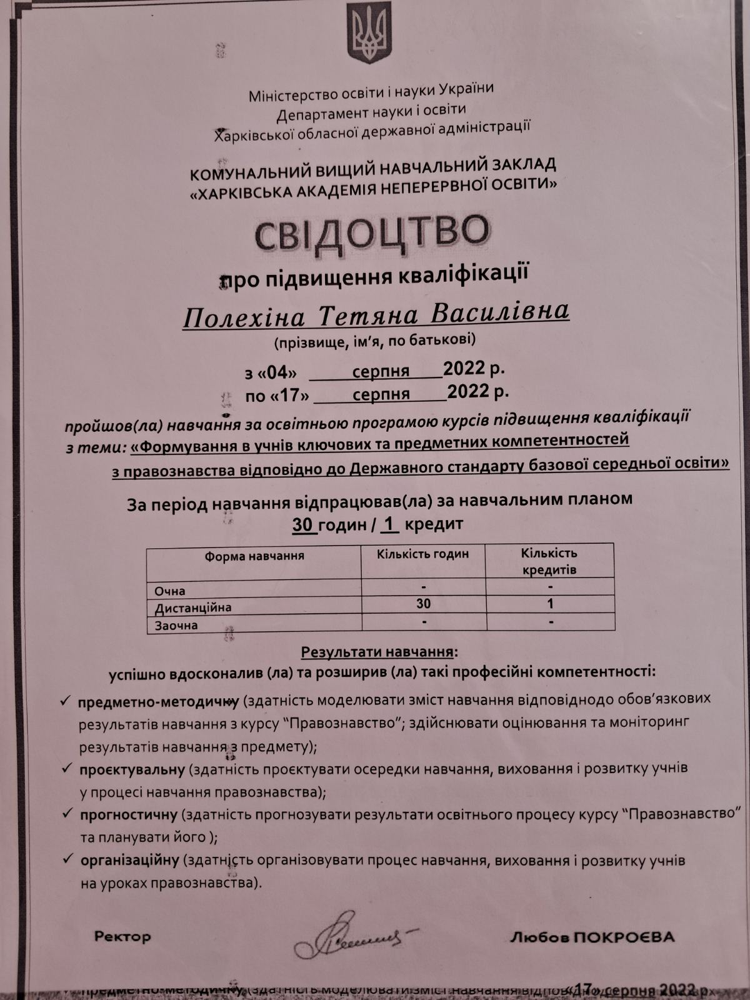 Міністерство освіти і науки України
Департамент науки і освіти
Харківської обласної державної адміністрації
КОМУНАЛЬНИЙ ВИЩИЙ НАВЧАЛЬНИЙ ЗАКЛАД
«ХАРКІВСЬКА АКАДЕМІЯ НЕПЕРЕРВНОЇ ОСВІТИ»
СВІДОЦТВО
про підвищення кваліфікації
Полехіна Тетяна Василівна
(прізвище, ім’я, по батькові)
з «04» серпня 2022 р.
по «17» серпня 2022 р.
пройшов(ла) навчання за освітньою програмою курсів підвищення кваліфікації
з теми: «Формування в учнів ключових та предметних компетентностей
з правознавства відповідно до Державного стандарту базової середньої освіти»
За період навчання відпрацював(ла) за навчальним планом
30 годин / 1 кредит
Форма навчання Кількість годин Кількість
кредитів
Очна - -
Дистанційна 30 1
Заочна - -
Результати навчання:
успішно вдосконалив (ла) та розширив (ла) такі професійні компетентності:
✓ предметно-методичну (здатність моделювати зміст навчання відповіднодо обов’язкових
результатів навчання з курсу “Правознавство”; здійснювати оцінювання та моніторинг
результатів навчання з предмету);
✓ проєктувальну (здатність проєктувати осередки навчання, виховання і розвитку учнів
у процесі навчання правознавства);
✓ прогностичну (здатність прогнозувати результати освітнього процесу курсу “Правознавство”
та планувати його );
✓ організаційну (здатність організовувати процес навчання, виховання і розвитку учнів
на уроках правознавства).
Ректор Любов ПОКРОЄВА
предметно-методичну (здатність моделювати зміст навчання «17» серпня 2022 р.